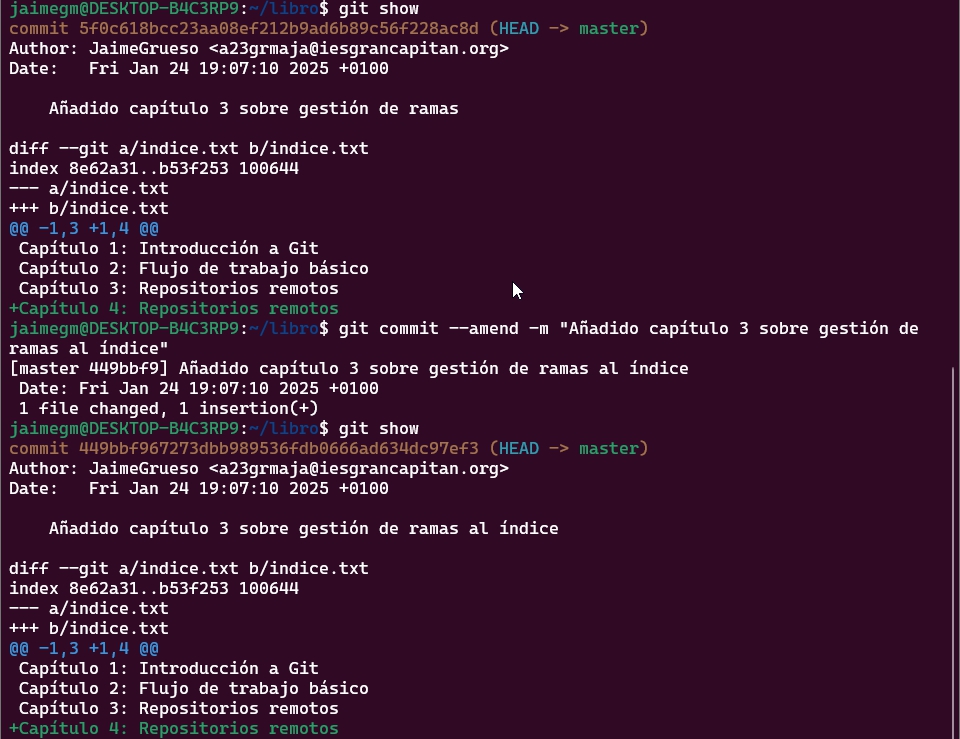 jaimegm@DESKTOP-B4C3RP9:~/libro$ git show
commit 5f0c618bcc23aa08ef212b9ad6b89c56f228ac8d (HEAD -> master)
Author: JaimeGrueso <a23grmaja@iesgrancapitan.org>
Date:   Fri Jan 24 19:07:10 2025 +0100

    Añadido capítulo 3 sobre gestión de ramas

diff --git a/indice.txt b/indice.txt
index 8e62a31..b53f253 100644
--- a/indice.txt
+++ b/indice.txt
@@ -1,3 +1,4 @@
 Capítulo 1: Introducción a Git
 Capítulo 2: Flujo de trabajo básico
 Capítulo 3: Repositorios remotos
+Capítulo 4: Repositorios remotos
jaimegm@DESKTOP-B4C3RP9:~/libro$ git commit --amend -m "Añadido capítulo 3 sobre gestión de
ramas al índice"
[master 449bbf9] Añadido capítulo 3 sobre gestión de ramas al índice
 Date: Fri Jan 24 19:07:10 2025 +0100
 1 file changed, 1 insertion(+)
jaimegm@DESKTOP-B4C3RP9:~/libro$ git show
commit 449bbf967273dbb989536fdb0666ad634dc97ef3 (HEAD -> master)
Author: JaimeGrueso <a23grmaja@iesgrancapitan.org>
Date:   Fri Jan 24 19:07:10 2025 +0100

    Añadido capítulo 3 sobre gestión de ramas al índice

diff --git a/indice.txt b/indice.txt
index 8e62a31..b53f253 100644
--- a/indice.txt
+++ b/indice.txt
@@ -1,3 +1,4 @@
 Capítulo 1: Introducción a Git
 Capítulo 2: Flujo de trabajo básico
 Capítulo 3: Repositorios remotos
+Capítulo 4: Repositorios remotos